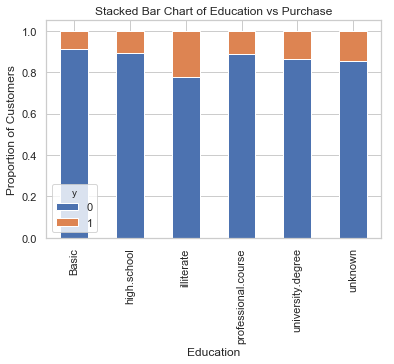 Stacked Bar Chart of Education vs Purchase
Proportion of Customers
1.0
0.8
0.6
0.4
0.2
0.0
y
0
1
Basic
high.school
illiterate
professional.course
university.degree
unknown
Education